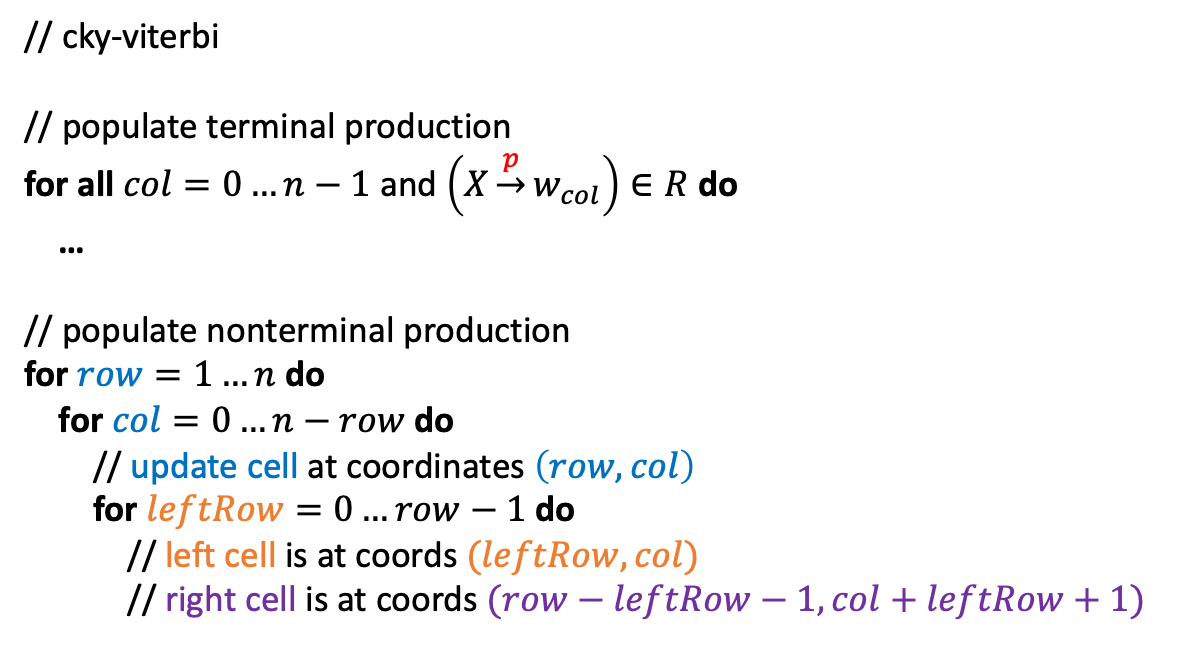 // cky-viterbi
// populate terminal production
for all col = 0 … n − 1 and (X →^p w_col) ∈ R do
…
// populate nonterminal production
for row = 1 … n do
for col = 0 … n − row do
// update cell at coordinates (row, col)
for leftRow = 0 … row − 1 do
// left cell is at coords (leftRow, col)
// right cell is at coords (row − leftRow − 1, col + leftRow + 1)